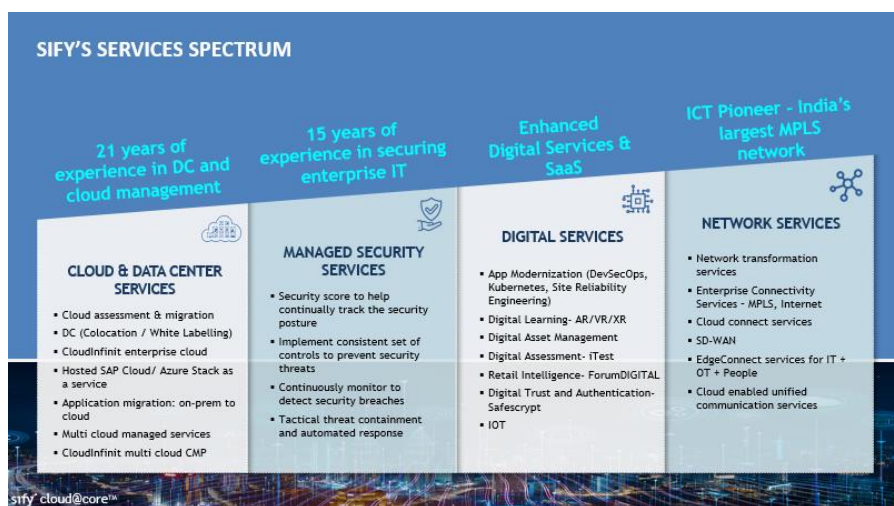 SIFY'S SERVICES SPECTRUM
21 years of
experience in DC and
cloud management
CLOUD & DATA CENTER
SERVICES
▪ Cloud assessment & migration
▪ DC (Colocation / White Labelling)
▪ CloudInfinit enterprise cloud
▪ Hosted SAP Cloud/ Azure Stack as
a service
▪ Application migration: on-prem to
cloud
▪ Multi cloud managed services
▪ CloudInfinit multi cloud CMP
15 years of
experience in securing
enterprise IT
MANAGED SECURITY
SERVICES
▪ Security score to help
continually track the security
posture
▪ Implement consistent set of
controls to prevent security
threats
▪ Continuously monitor to
detect security breaches
▪ Tactical threat containment
and automated response
Enhanced
Digital Services &
SaaS
DIGITAL SERVICES
▪ App Modernization (DevSecOps,
Kubernetes, Site Reliability
Engineering)
▪ Digital Learning- AR/VR/XR
▪ Digital Asset Management
▪ Digital Assessment- iTest
▪ Retail Intelligence- ForumDIGITAL
▪ Digital Trust and Authentication-
Safescrypt
▪ IOT
ICT Pioneer - India's
largest MPLS
network
NETWORK SERVICES
▪ Network transformation
services
▪ Enterprise Connectivity
Services - MPLS, Internet
▪ Cloud connect services
▪ SD-WAN
▪ EdgeConnect services for IT +
OT + People
▪ Cloud enabled unified
communication services
sify' cloud@core™